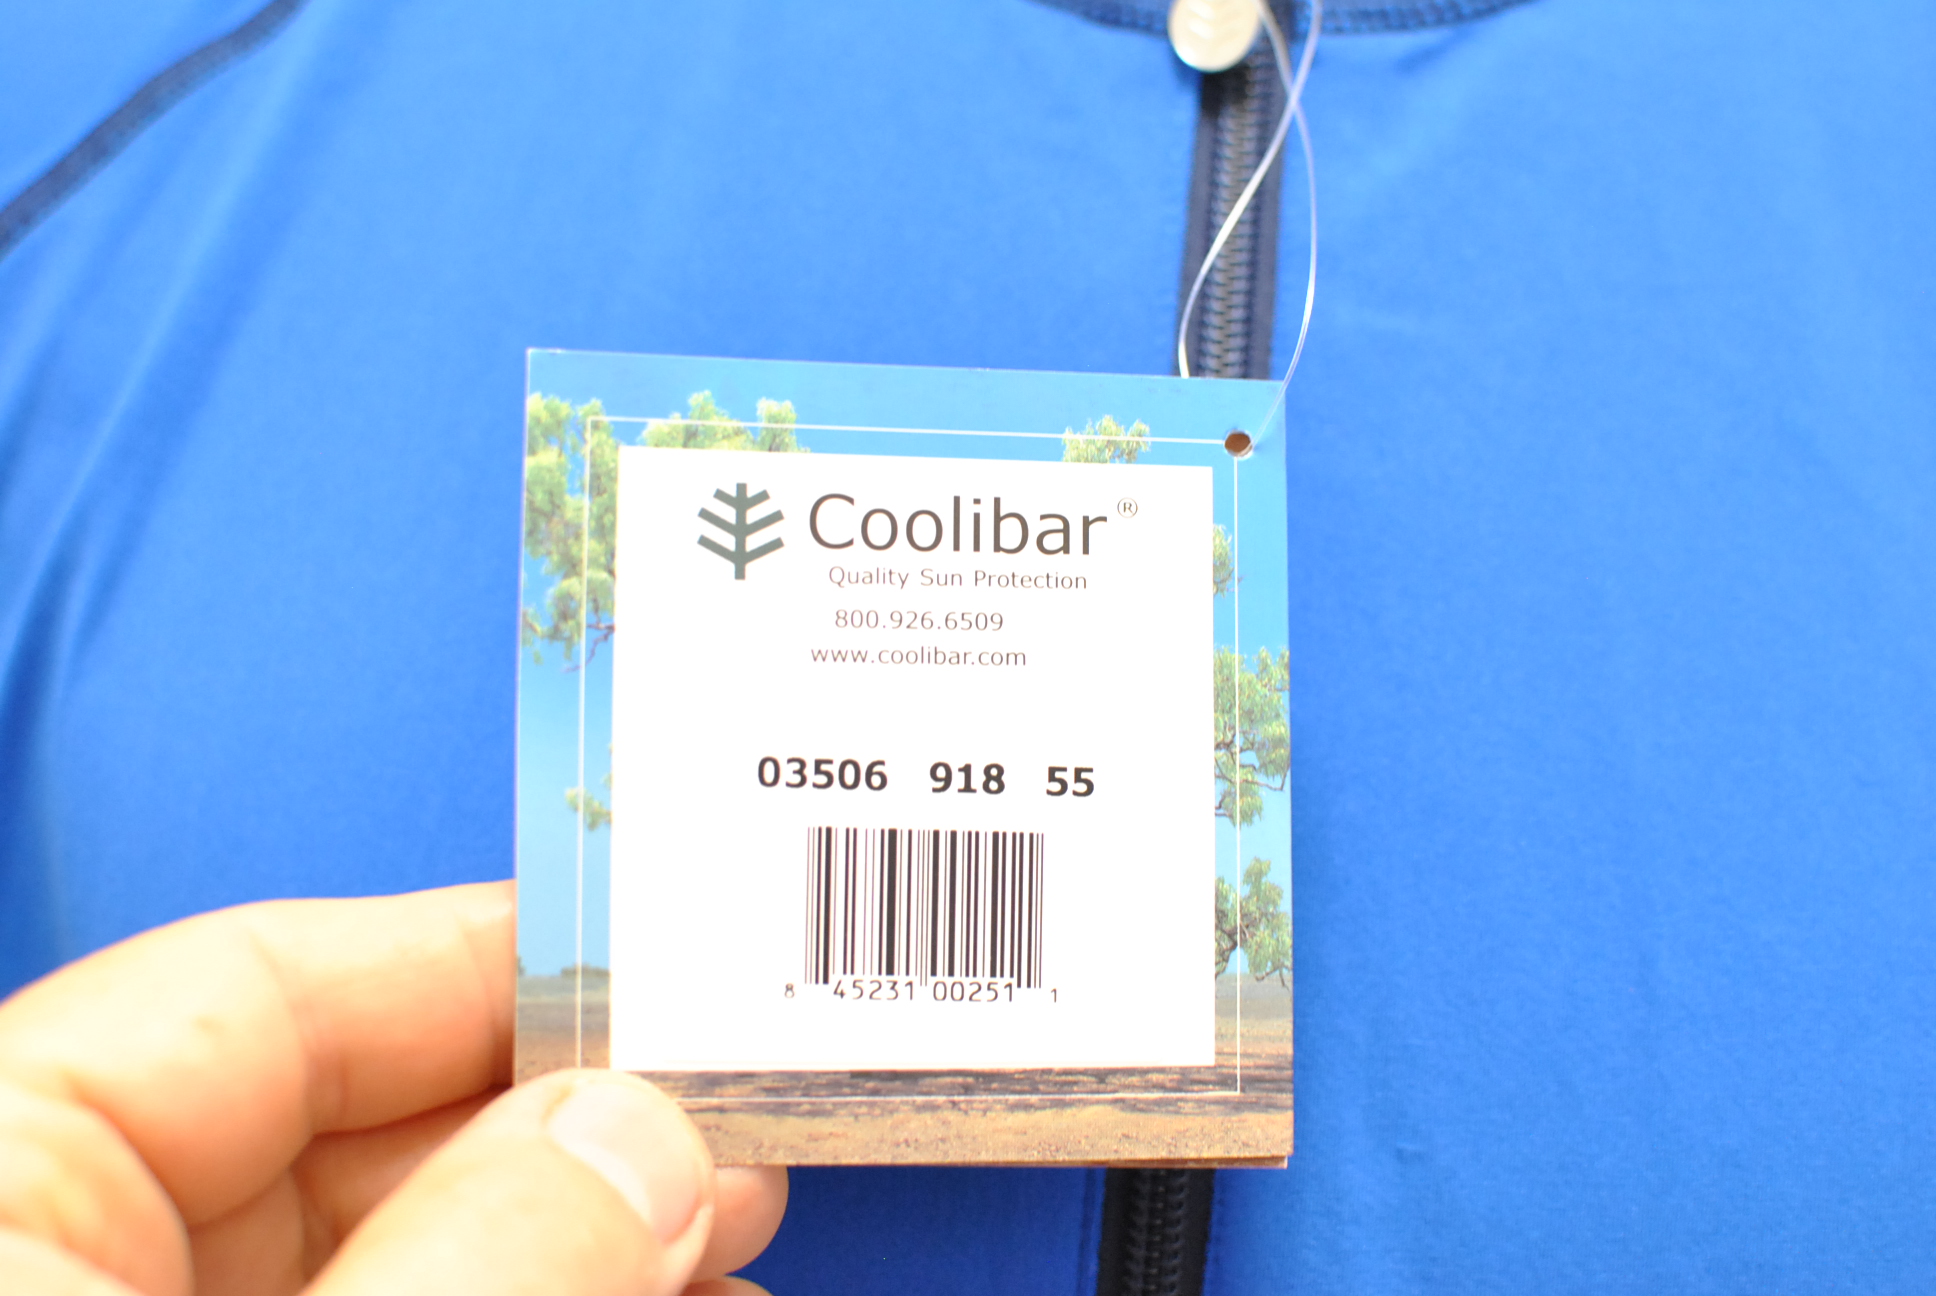 Coolibar®
Quality Sun Protection
800.926.6509
www.coolibar.com
03506 918 55
8 45231 00251 1